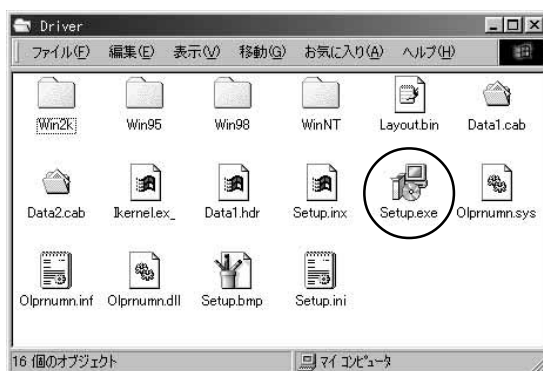 Driver
ファイル(F) 編集(E) 表示(V) 移動(G) お気に入り(A) ヘルプ(H)
Win2k Win95 Win98 WinNT Layout.bin Data1.cab
Data2.cab Ikernel.ex_ Data1.hdr Setup.inx Setup.exe Olprnumn.sys
Olprnumn.inf Olprnumn.dll Setup.bmp Setup.ini
16 個のオブジェクト マイ コンピュータ